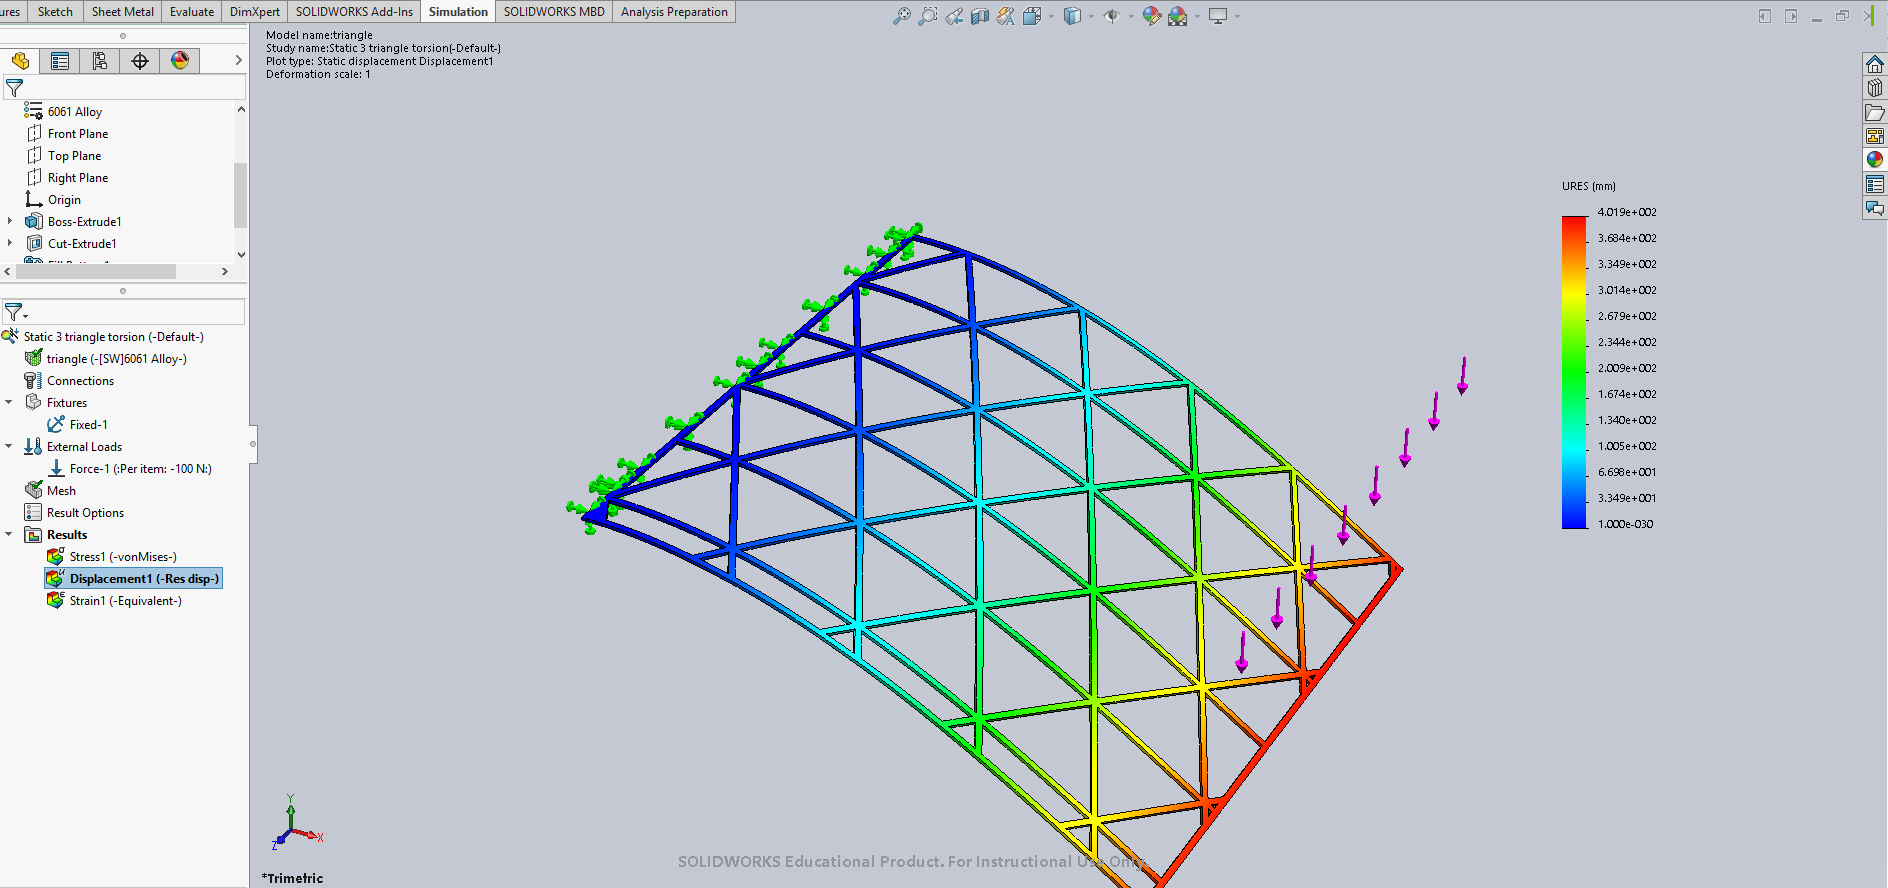 ures Sketch Sheet Metal Evaluate DimXpert SOLIDWORKS Add-Ins Simulation SOLIDWORKS MBD Analysis Preparation
Model name:triangle
Study name:Static 3 triangle torsion(-Default-)
Plot type: Static displacement Displacement1
Deformation scale: 1
6061 Alloy
Front Plane
Top Plane
Right Plane
Origin
Boss-Extrude1
Cut-Extrude1
Static 3 triangle torsion (-Default-)
triangle (-[SW]6061 Alloy-)
Connections
Fixtures
Fixed-1
External Loads
Force-1 (:Per item: -100 N:)
Mesh
Result Options
Results
Stress1 (-vonMises-)
Displacement1 (-Res disp-)
Strain1 (-Equivalent-)
URES (mm)
4.019e+002
3.684e+002
3.349e+002
3.014e+002
2.679e+002
2.344e+002
2.009e+002
1.674e+002
1.340e+002
1.005e+002
6.698e+001
3.349e+001
1.000e-030
Y
X
Z
SOLIDWORKS Educational Product. For Instructional Use Only.
*Trimetric